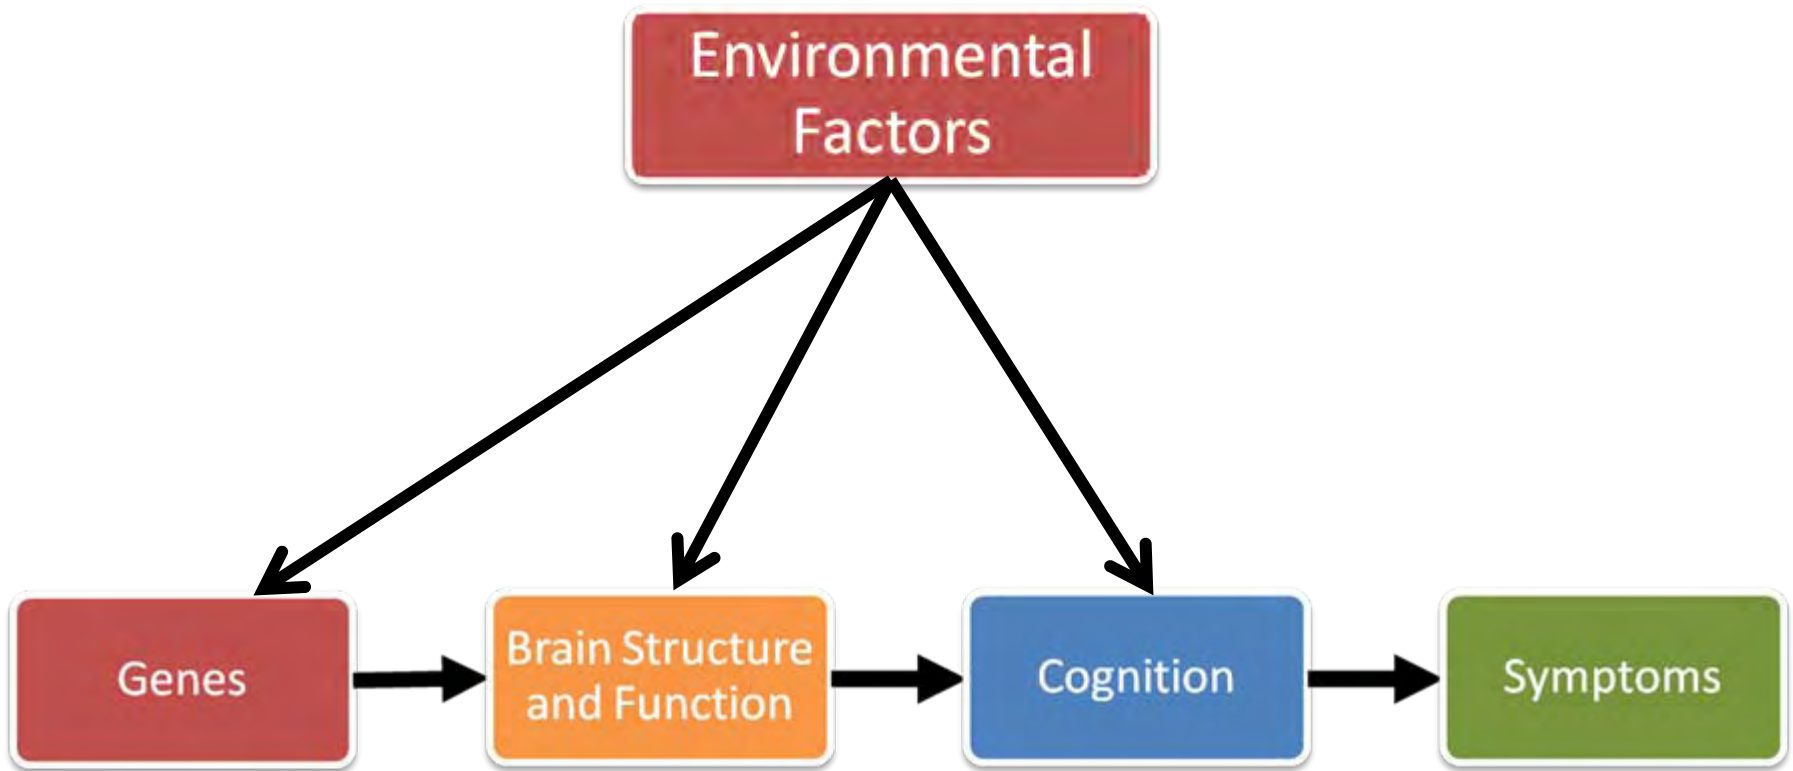 Environmental
Factors
Genes
Brain Structure
and Function
Cognition
Symptoms